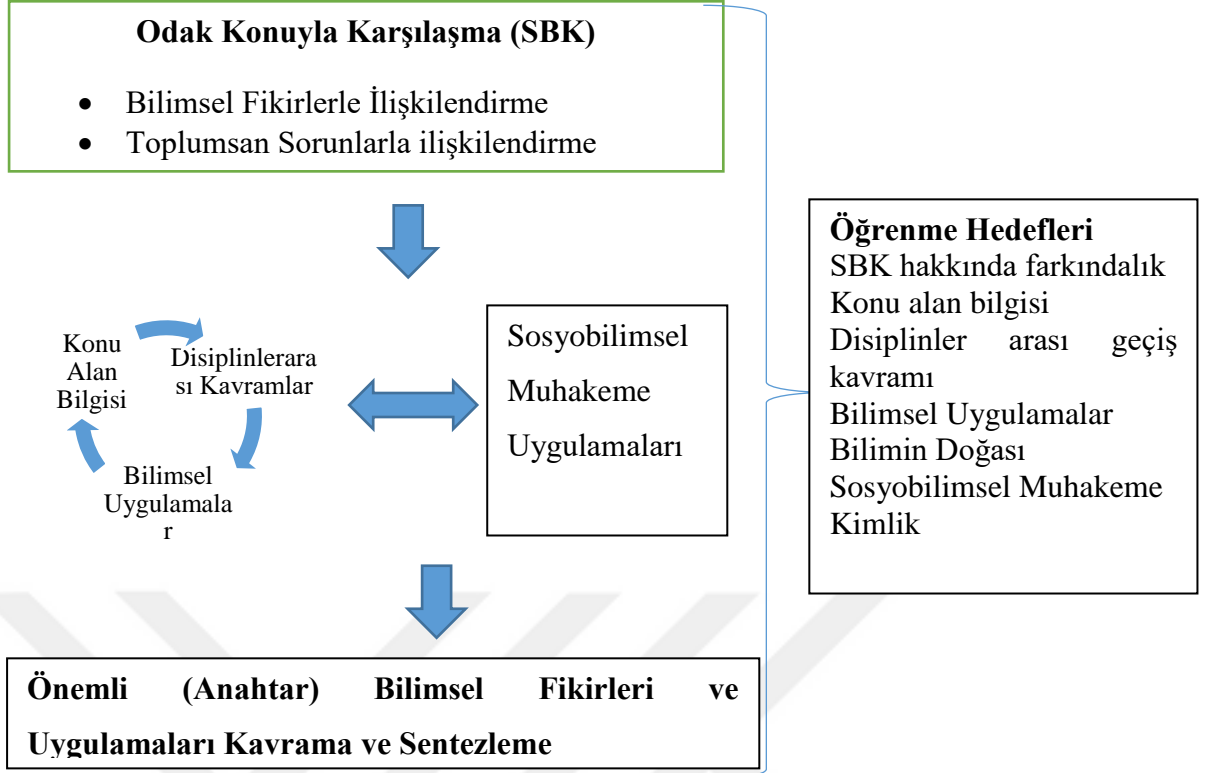 Odak Konuyla Karşılaşma (SBK)
• Bilimsel Fikirlerle İlişkilendirme
• Toplumsan Sorunlarla ilişkilendirme
Konu
Alan
Bilgisi
Disiplinlerara
sı Kavramlar
Bilimsel
Uygulamala
r
Sosyobilimsel
Muhakeme
Uygulamaları
Önemli (Anahtar) Bilimsel Fikirleri ve
Uygulamaları Kavrama ve Sentezleme
Öğrenme Hedefleri
SBK hakkında farkındalık
Konu alan bilgisi
Disiplinler arası geçiş
kavramı
Bilimsel Uygulamalar
Bilimin Doğası
Sosyobilimsel Muhakeme
Kimlik